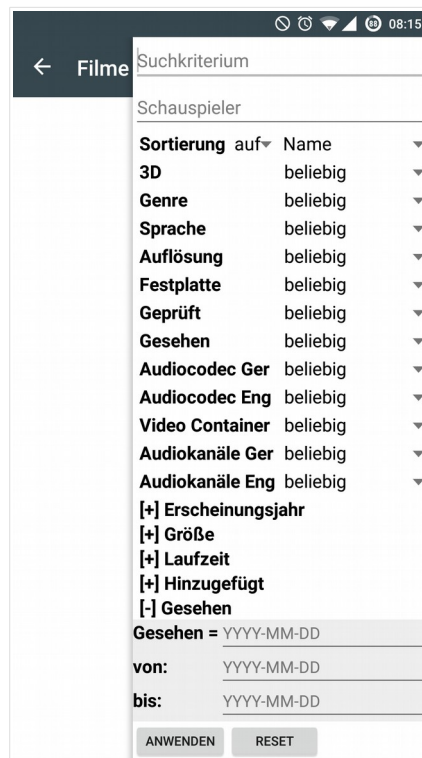 88 08:15
Filme
Suchkriterium
Schauspieler
Sortierung auf Name
3D beliebig
Genre beliebig
Sprache beliebig
Auflösung beliebig
Festplatte beliebig
Geprüft beliebig
Gesehen beliebig
Audiocodec Ger beliebig
Audiocodec Eng beliebig
Video Container beliebig
Audiokanäle Ger beliebig
Audiokanäle Eng beliebig
[+] Erscheinungsjahr
[+] Größe
[+] Laufzeit
[+] Hinzugefügt
[-] Gesehen
Gesehen = YYYY-MM-DD
von: YYYY-MM-DD
bis: YYYY-MM-DD
ANWENDEN RESET